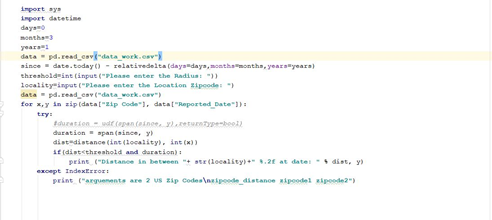 import sys
import datetime
days=0
months=3
years=1
data = pd.read_csv("data_work.csv")
since = date.today() - relativedelta(days=days,months=months,years=years)
threshold=int(input("Please enter the Radius: "))
locality=input("Please enter the Location Zipcode: ")
data = pd.read_csv("data_work.csv")
for x,y in zip(data["Zip Code"], data["Reported_Date"]):
try:
#duration = udf(span(since, y),returnType=bool)
duration = span(since, y)
dist=distance(int(locality), int(x))
if(dist<threshold and duration):
print ("Distance in between "+ str(locality)+" %.2f at date: " % dist, y)
except IndexError:
print ("arguements are 2 US Zip Codes\nzipcode_distance zipcode1 zipcode2")